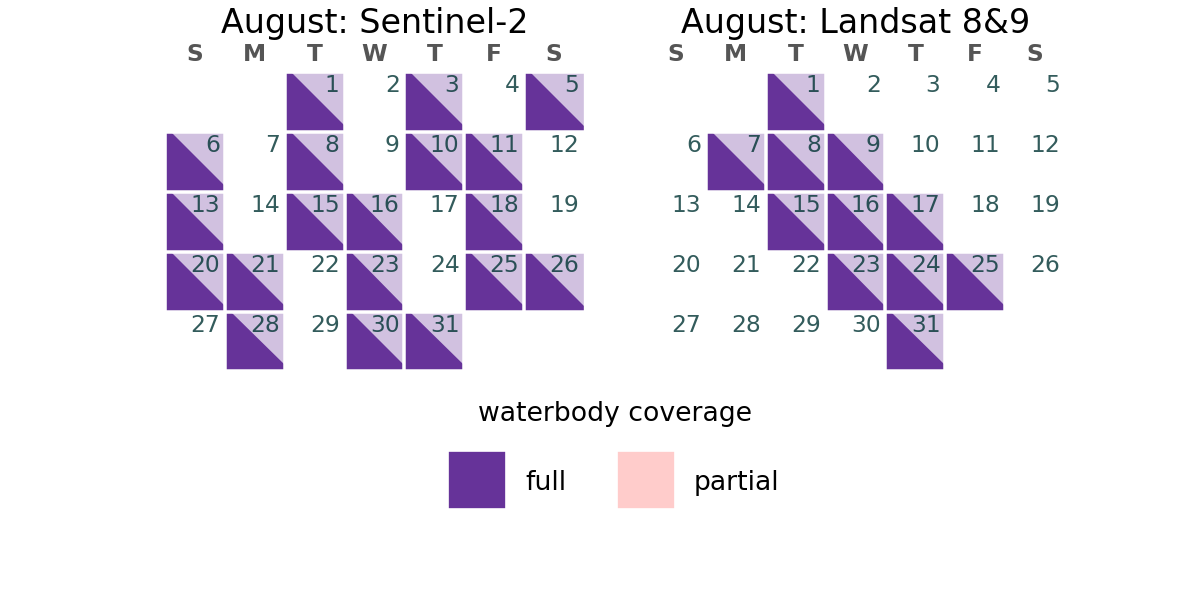 August: Sentinel-2
S M T W T F S
1 2 3 4 5
6 7 8 9 10 11 12
13 14 15 16 17 18 19
20 21 22 23 24 25 26
27 28 29 30 31
August: Landsat 8&9
S M T W T F S
1 2 3 4 5
6 7 8 9 10 11 12
13 14 15 16 17 18 19
20 21 22 23 24 25 26
27 28 29 30 31
waterbody coverage
full partial